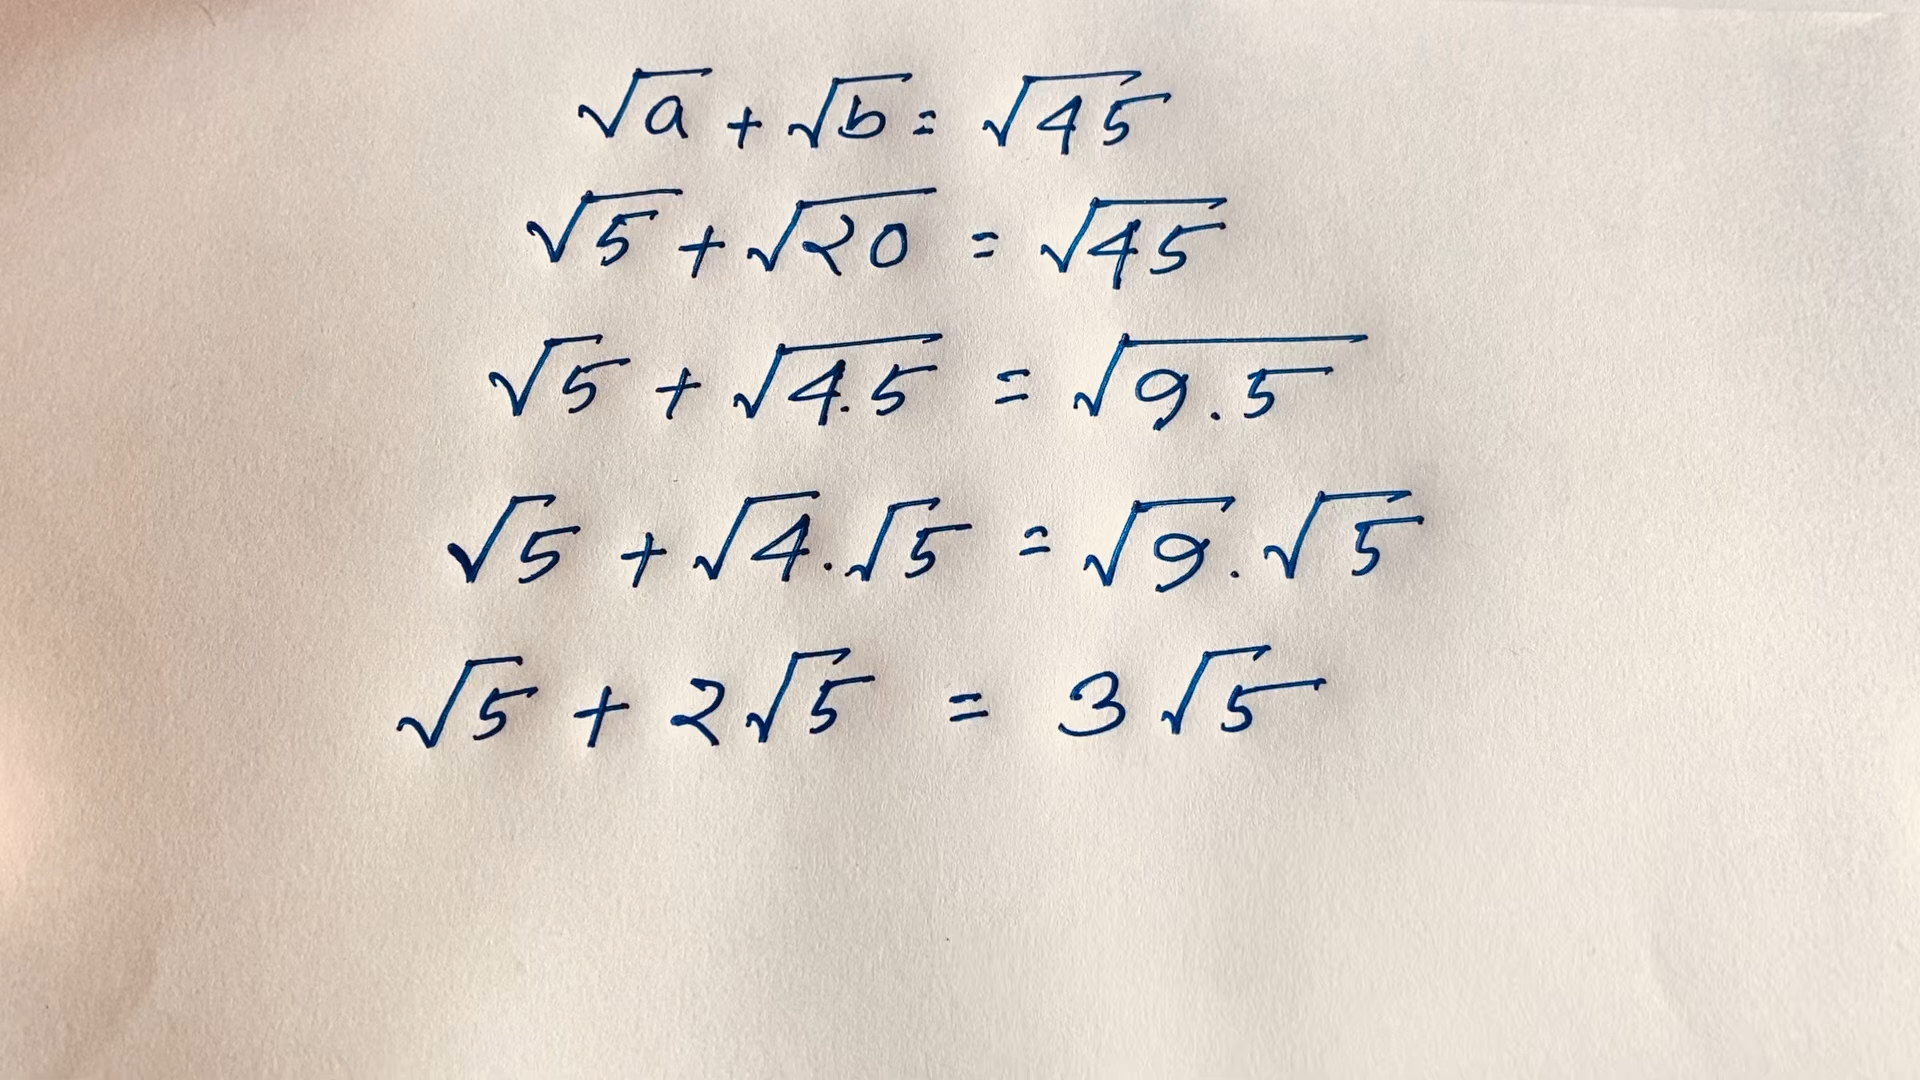 √a + √b = √45
√5 + √20 = √45
√5 + √4.5 = √9.5
√5 + √4.√5 = √9.√5
√5 + 2√5 = 3√5